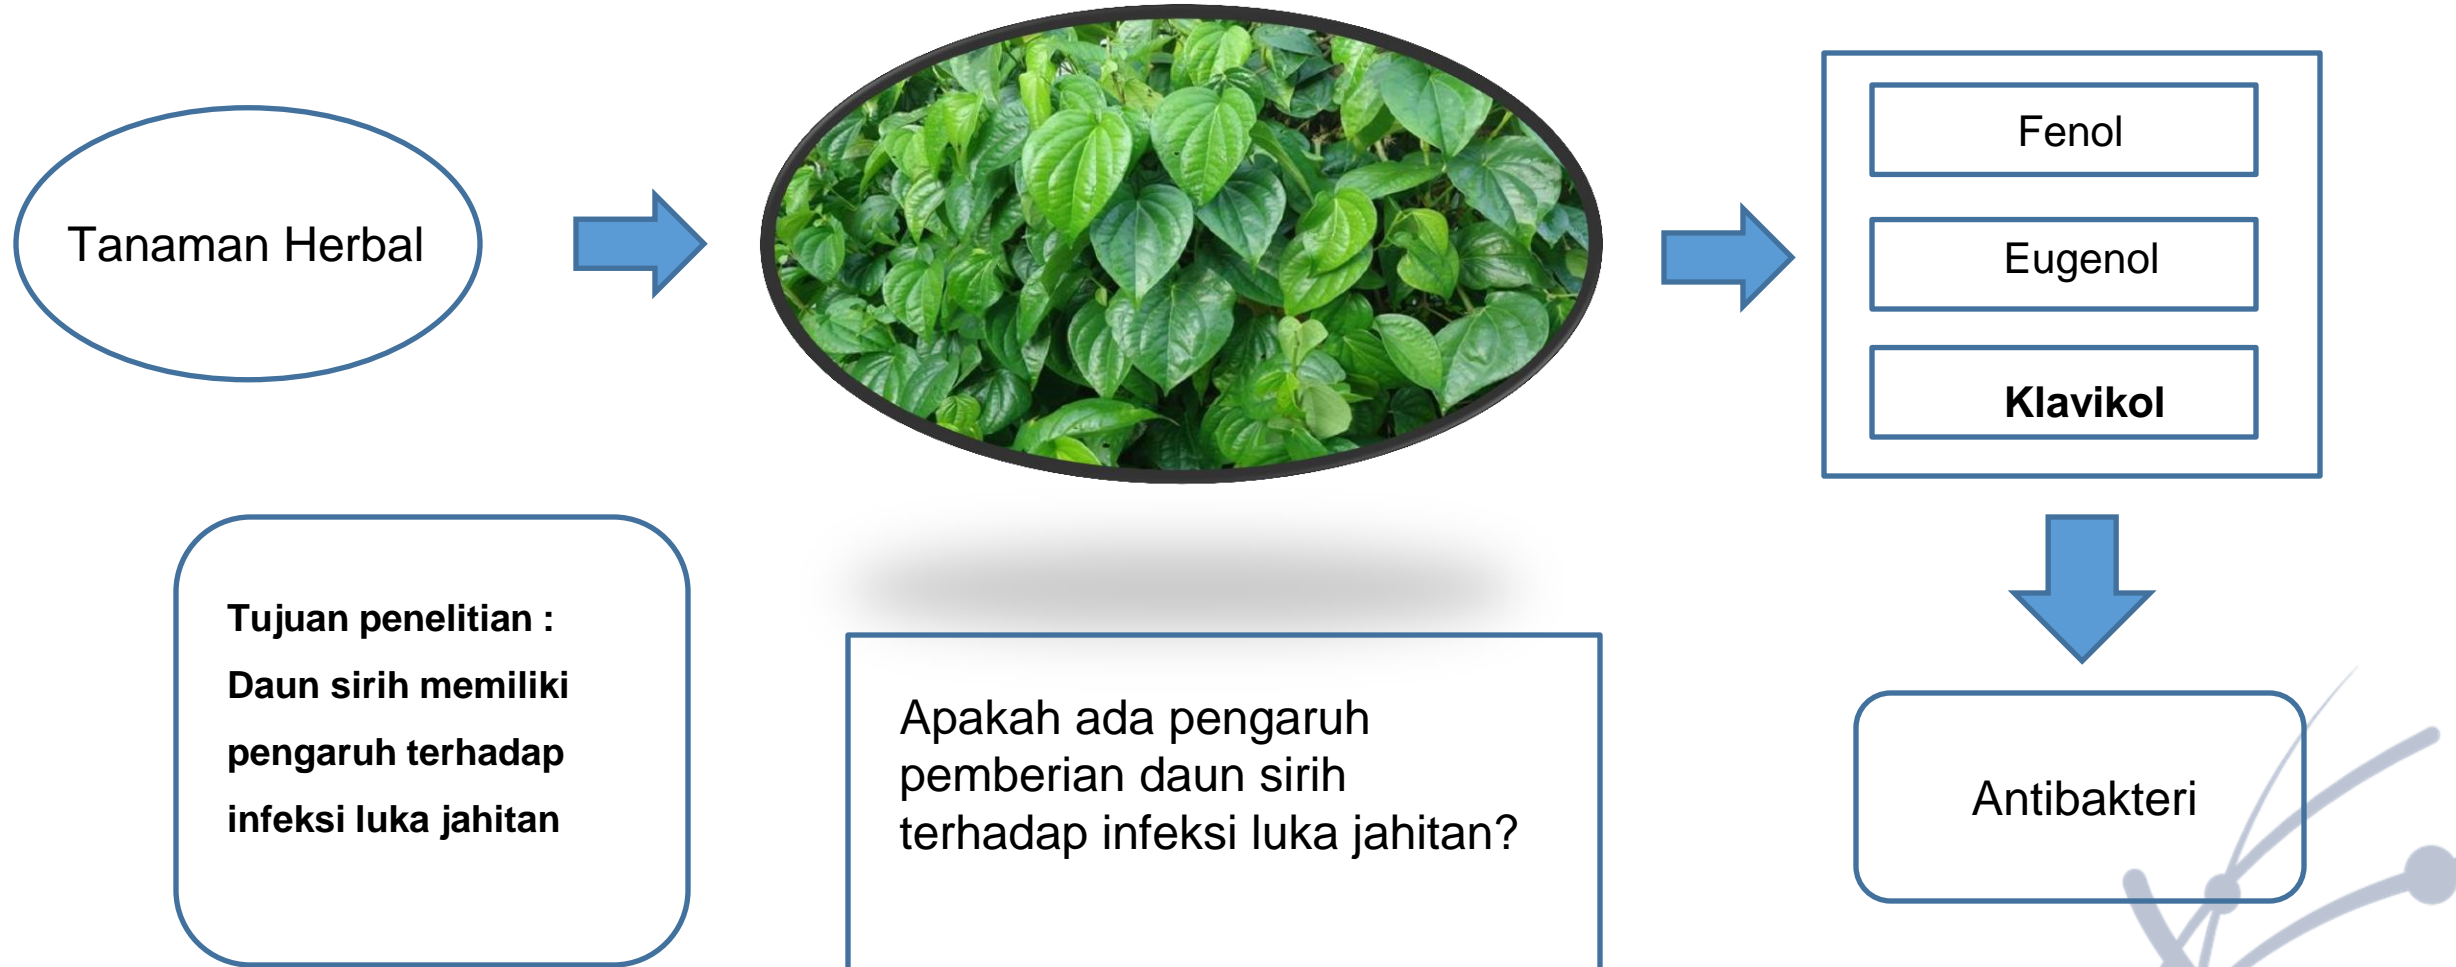 Tanaman Herbal
Fenol
Eugenol
Klavikol
Tujuan penelitian :
Daun sirih memiliki
pengaruh terhadap
infeksi luka jahitan
Apakah ada pengaruh
pemberian daun sirih
terhadap infeksi luka jahitan?
Antibakteri